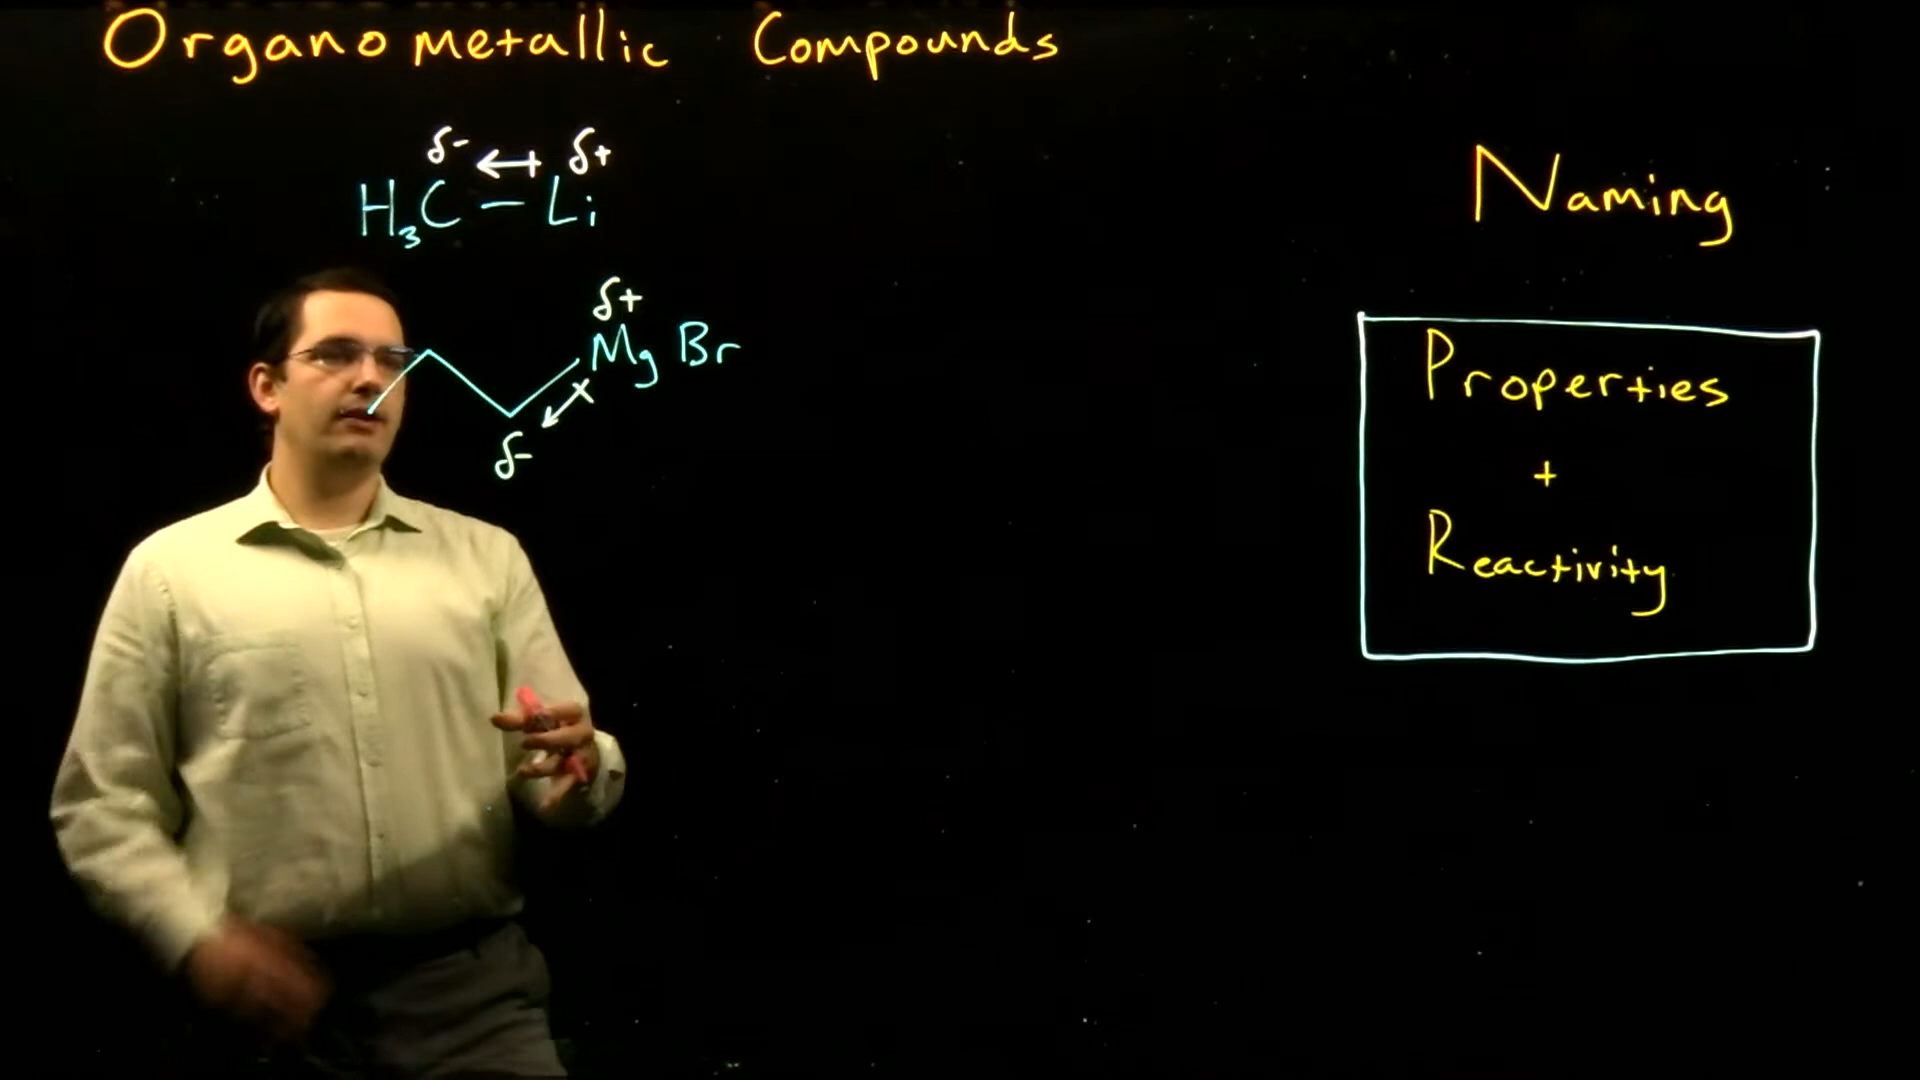 Organometallic Compounds
δ- δ+
H₃C-Li
δ+
MgBr
δ-
Naming
Properties
+
Reactivity